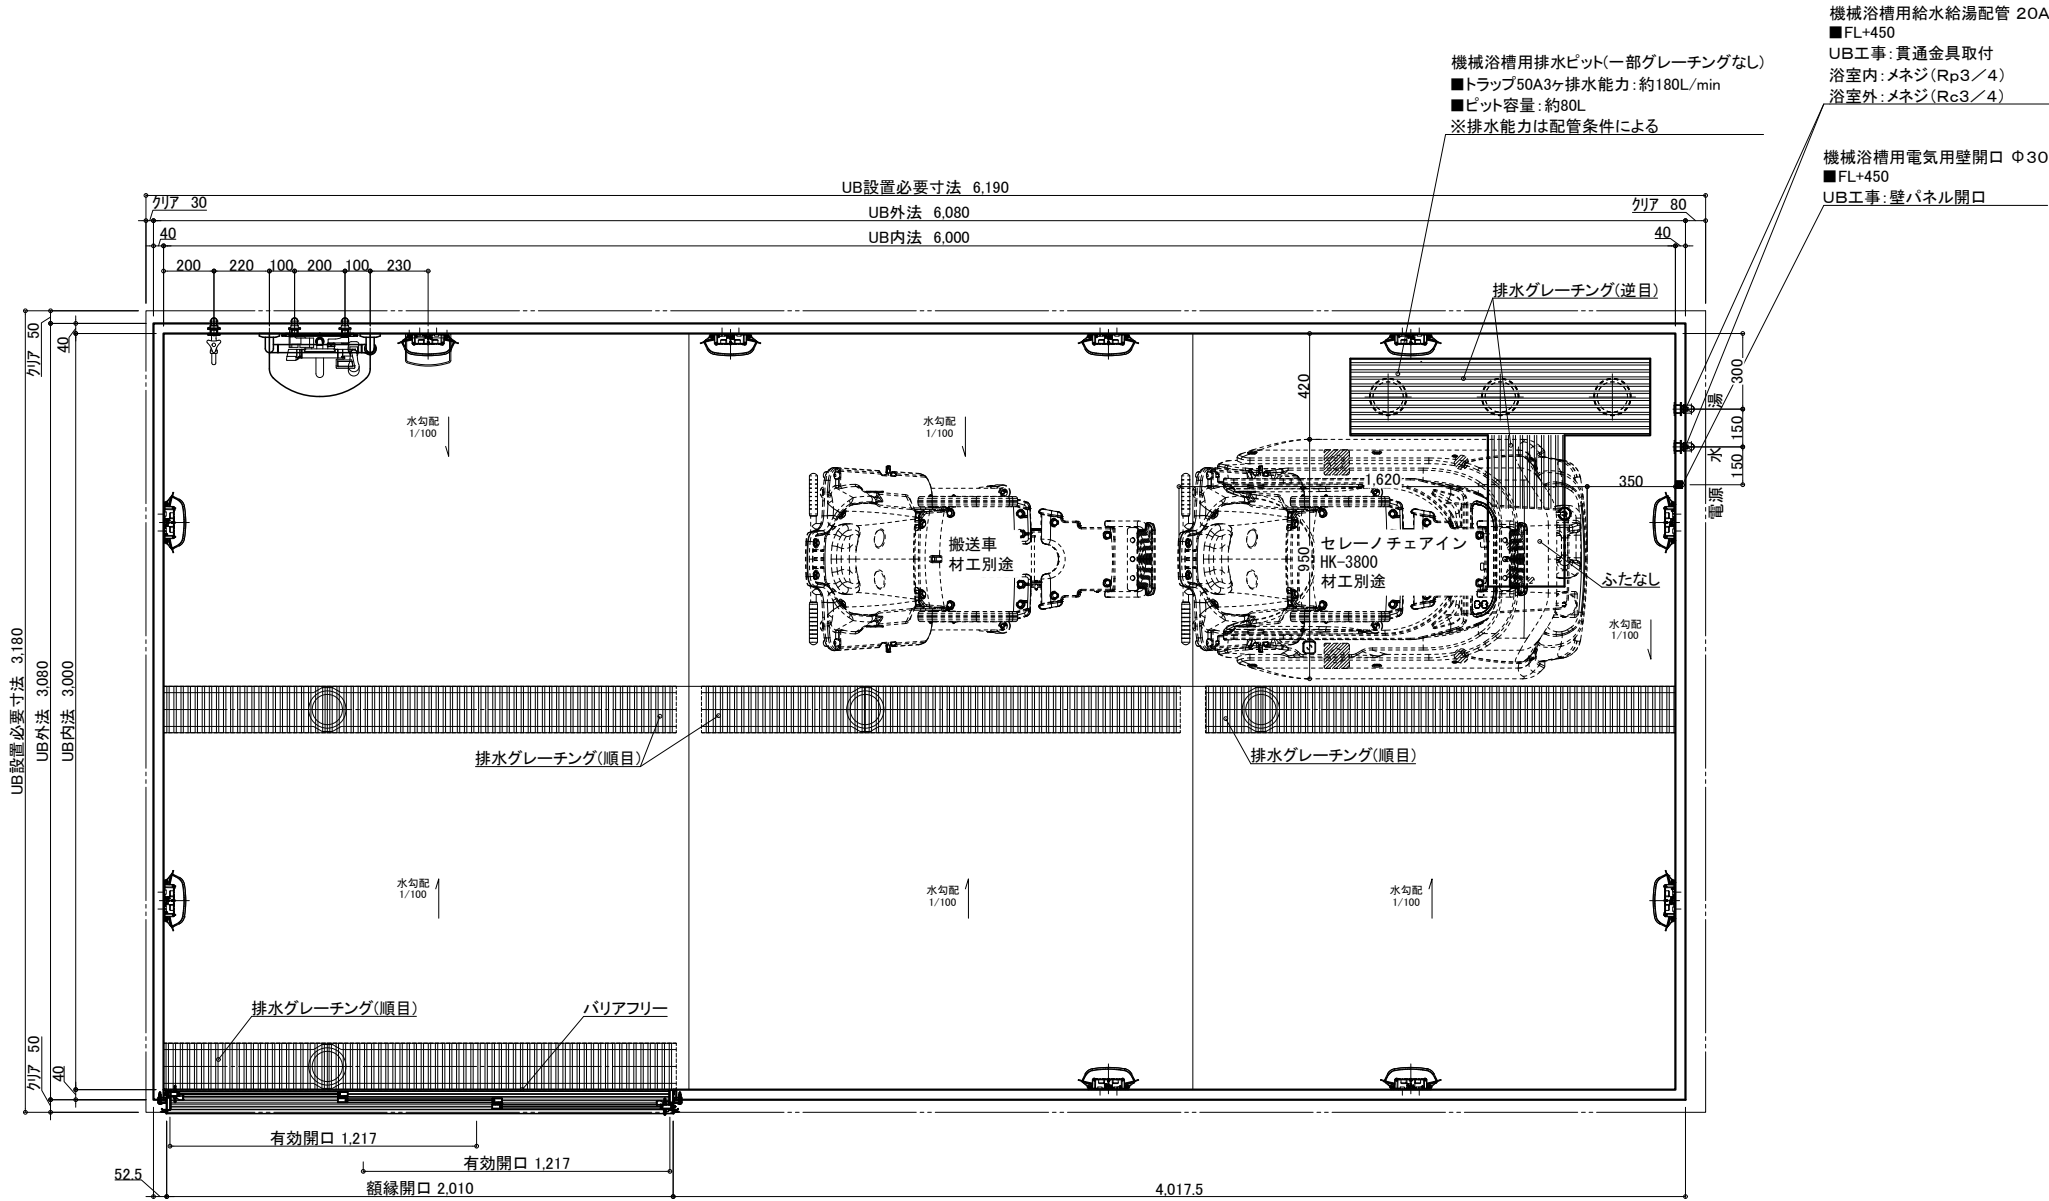 機械浴槽用給水給湯配管 20A
■FL+450
UB工事:貫通金具取付
浴室内:メネジ(Rp3/4)
浴室外:メネジ(Rc3/4)
機械浴槽用排水ピット(一部グレーチングなし)
■トラップ50A3ヶ排水能力:約180L/min
■ピット容量:約80L
※排水能力は配管条件による
機械浴槽用電気用壁開口 Φ30
■FL+450
UB工事:壁パネル開口
UB設置必要寸法 6,190
クリア 30
UB外法 6,080
クリア 80
40
UB内法 6,000
40
200
220
100
200
100
230
排水グレーチング(逆目)
クリア 50
40
420
300
湯
150
水
150
電源
水勾配
1/100
水勾配
1/100
1,620
350
搬送車
材工別途
950
セレーノチェアイン
HK-3800
材工別途
ふたなし
水勾配
1/100
UB設置必要寸法 3,180
UB外法 3,080
UB内法 3,000
排水グレーチング(順目)
排水グレーチング(順目)
水勾配
1/100
水勾配
1/100
水勾配
1/100
排水グレーチング(順目)
バリアフリー
クリア 50
40
有効開口 1,217
有効開口 1,217
52.5
額縁開口 2,010
4,017.5